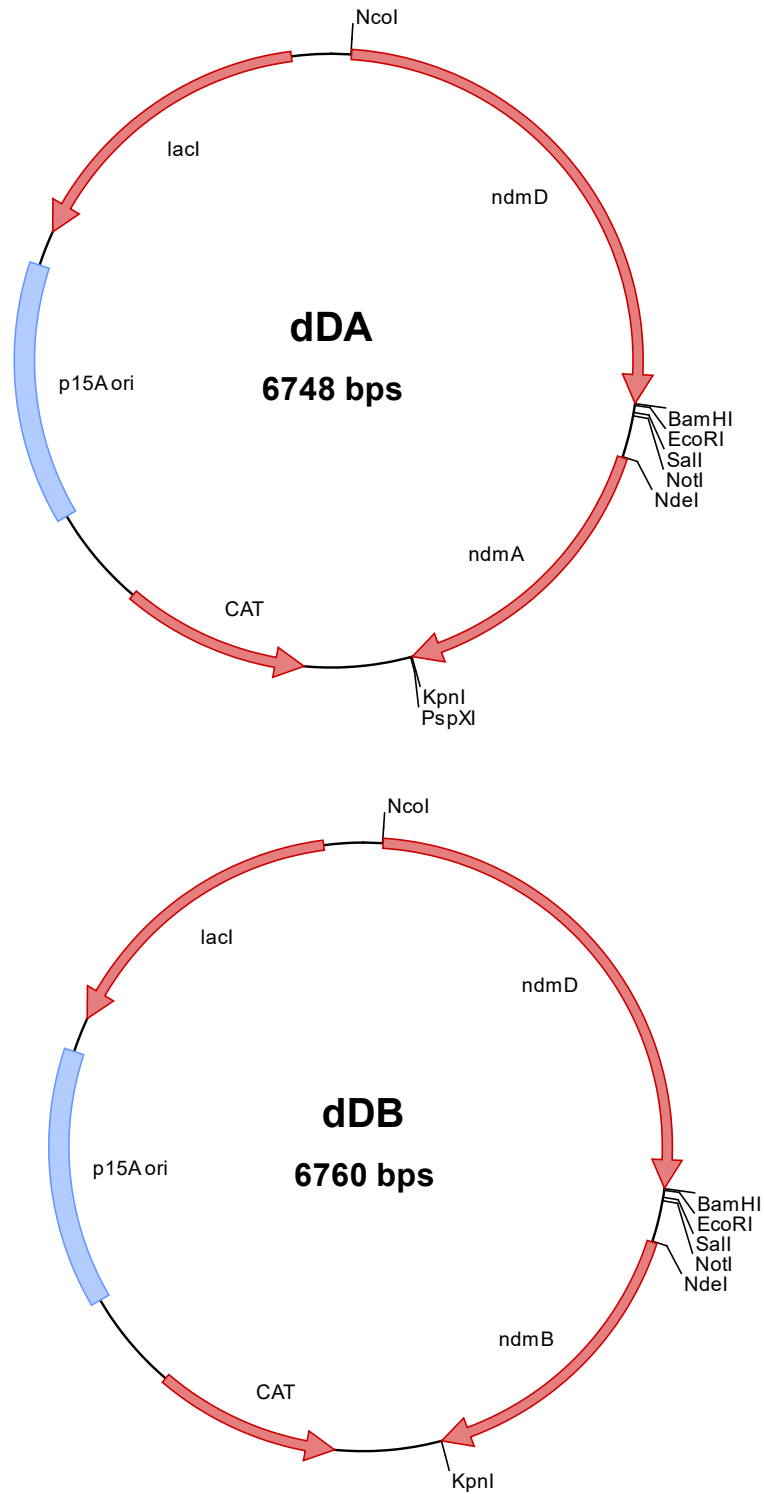 NcoI
lacI
ndmD
dDA
6748 bps
p15A ori
BamHI
EcoRI
SalI
NotI
NdeI
ndmA
CAT
KpnI
PspXI
NcoI
lacI
ndmD
dDB
6760 bps
p15A ori
BamHI
EcoRI
SalI
NotI
NdeI
ndmB
CAT
KpnI